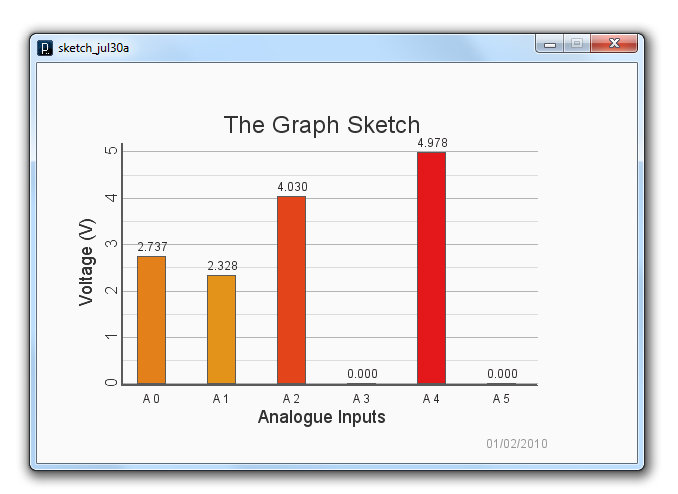 sketch_jul30a
The Graph Sketch
4.978
5
4.030
4
3
2.737
2.328
2
1
0.000
0.000
0
Voltage (V)
A 0 A 1 A 2 A 3 A 4 A 5
Analogue Inputs
01/02/2010